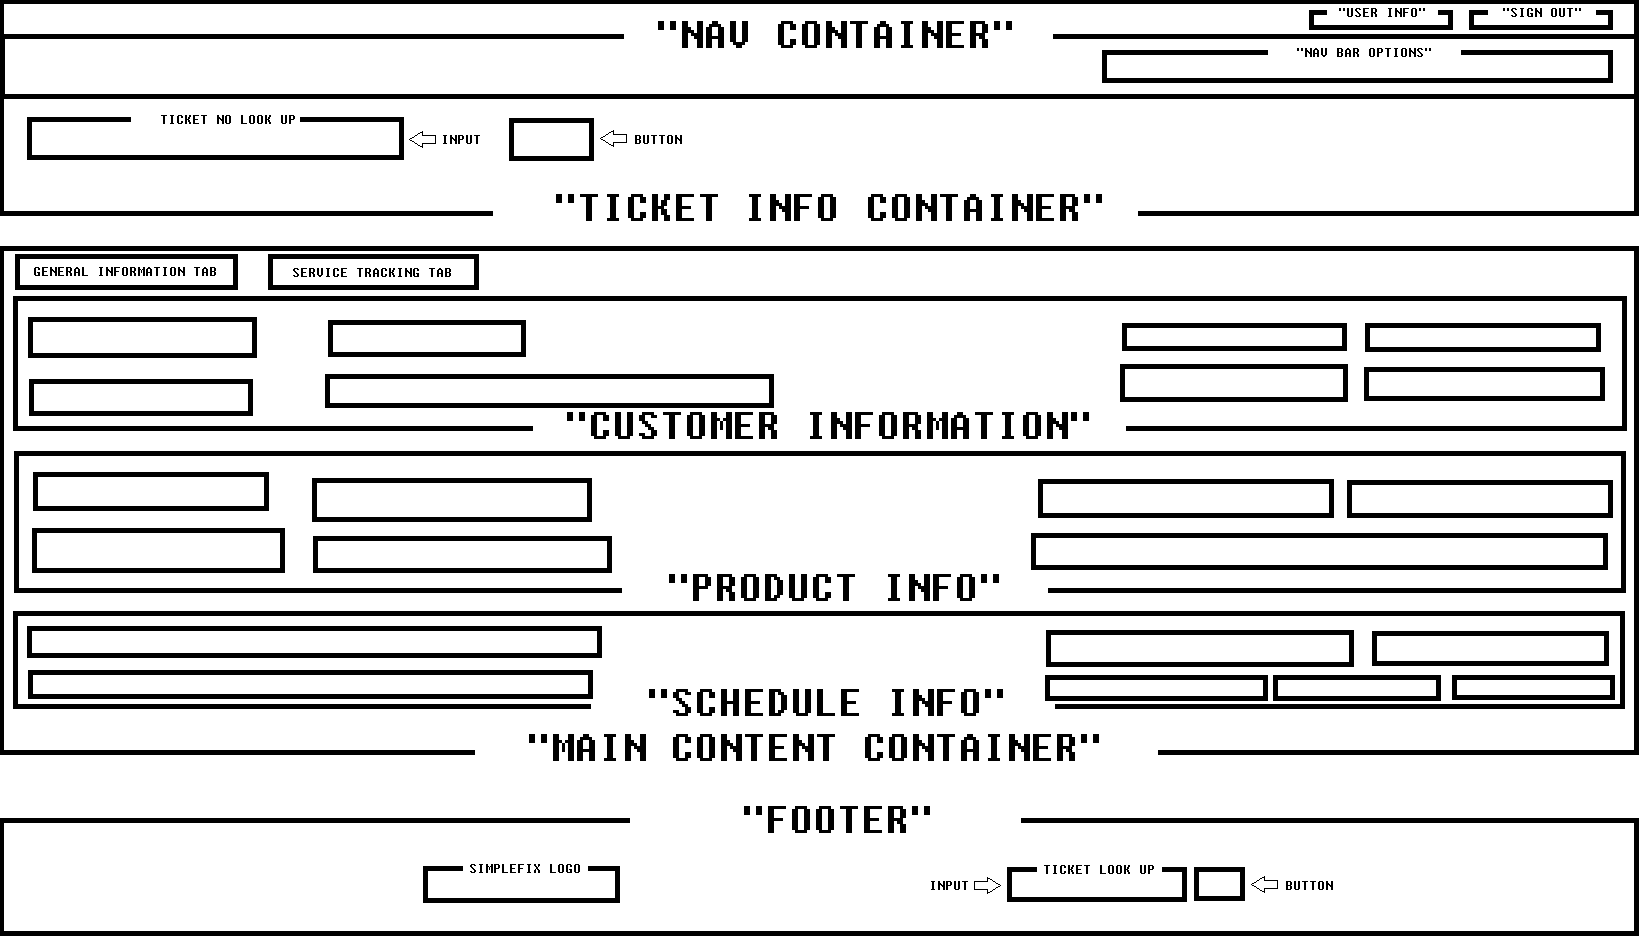 "USER INFO"
"SIGN OUT"
"NAV CONTAINER"
"NAV BAR OPTIONS"
TICKET NO LOOK UP
INPUT
BUTTON
"TICKET INFO CONTAINER"
GENERAL INFORMATION TAB
SERVICE TRACKING TAB
"CUSTOMER INFORMATION"
"PRODUCT INFO"
"SCHEDULE INFO"
"MAIN CONTENT CONTAINER"
"FOOTER"
SIMPLEFIX LOGO
INPUT
TICKET LOOK UP
BUTTON